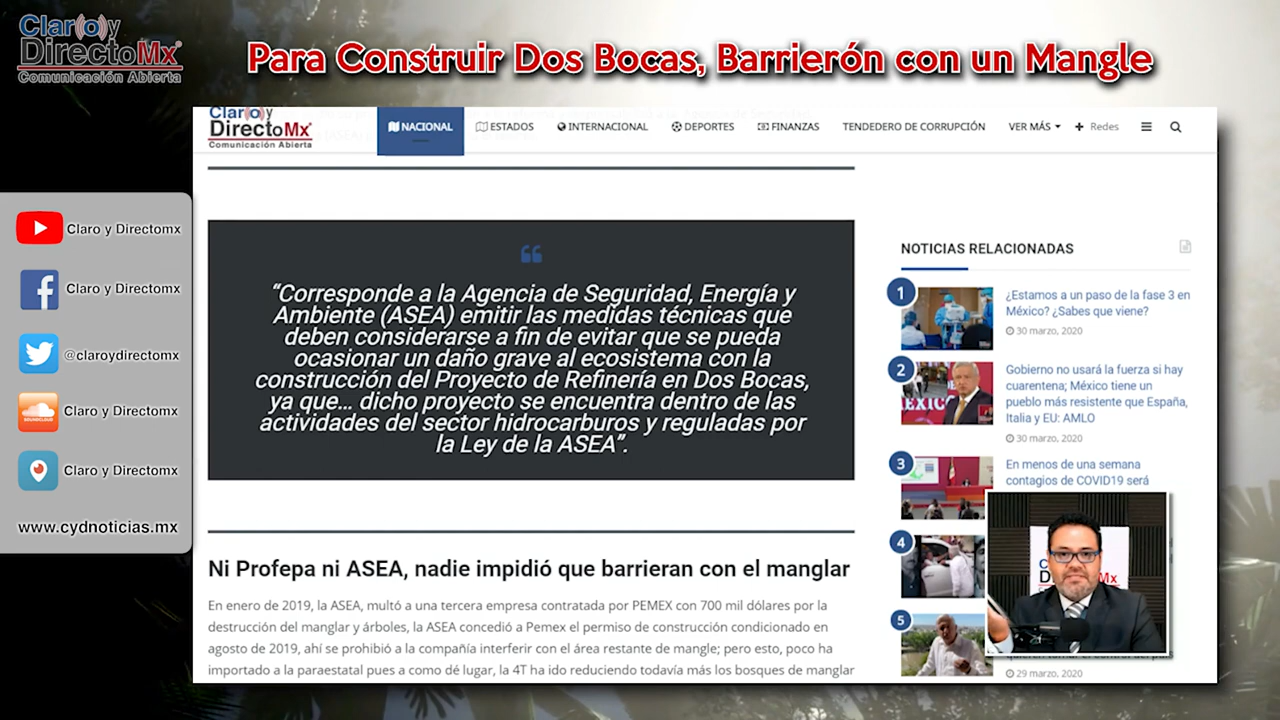 Claro y
DirectoMx
Comunicación Abierta
Para Construir Dos Bocas, Barrierón con un Mangle
Claro y
DirectoMx
Comunicación Abierta
NACIONAL
ESTADOS
INTERNACIONAL
DEPORTES
FINANZAS
TENDEDERO DE CORRUPCIÓN
VER MÁS
Redes
Claro y Directomx
Claro y Directomx
@claroydirectomx
SOUNDCLOUD
Claro y Directomx
Claro y Directomx
www.cydnoticias.mx
“Corresponde a la Agencia de Seguridad, Energía y
Ambiente (ASEA) emitir las medidas técnicas que
deben considerarse a fin de evitar que se pueda
ocasionar un daño grave al ecosistema con la
construcción del Proyecto de Refinería en Dos Bocas,
ya que... dicho proyecto se encuentra dentro de las
actividades del sector hidrocarburos y reguladas por
la Ley de la ASEA”.
Ni Profepa ni ASEA, nadie impidió que barrieran con el manglar
En enero de 2019, la ASEA, multó a una tercera empresa contratada por PEMEX con 700 mil dólares por la
destrucción del manglar y árboles, la ASEA concedió a Pemex el permiso de construcción condicionado en
agosto de 2019, ahí se prohibió a la compañía interferir con el área restante de mangle; pero esto, poco ha
importado a la paraestatal pues a como dé lugar, la 4T ha ido reduciendo todavía más los bosques de manglar
NOTICIAS RELACIONADAS
1
¿Estamos a un paso de la fase 3 en
México? ¿Sabes que viene?
30 marzo, 2020
2
Gobierno no usará la fuerza si hay
cuarentena; México tiene un
pueblo más resistente que España,
Italia y EU: AMLO
30 marzo, 2020
3
En menos de una semana
contagios de COVID19 será
4
5
29 marzo, 2020